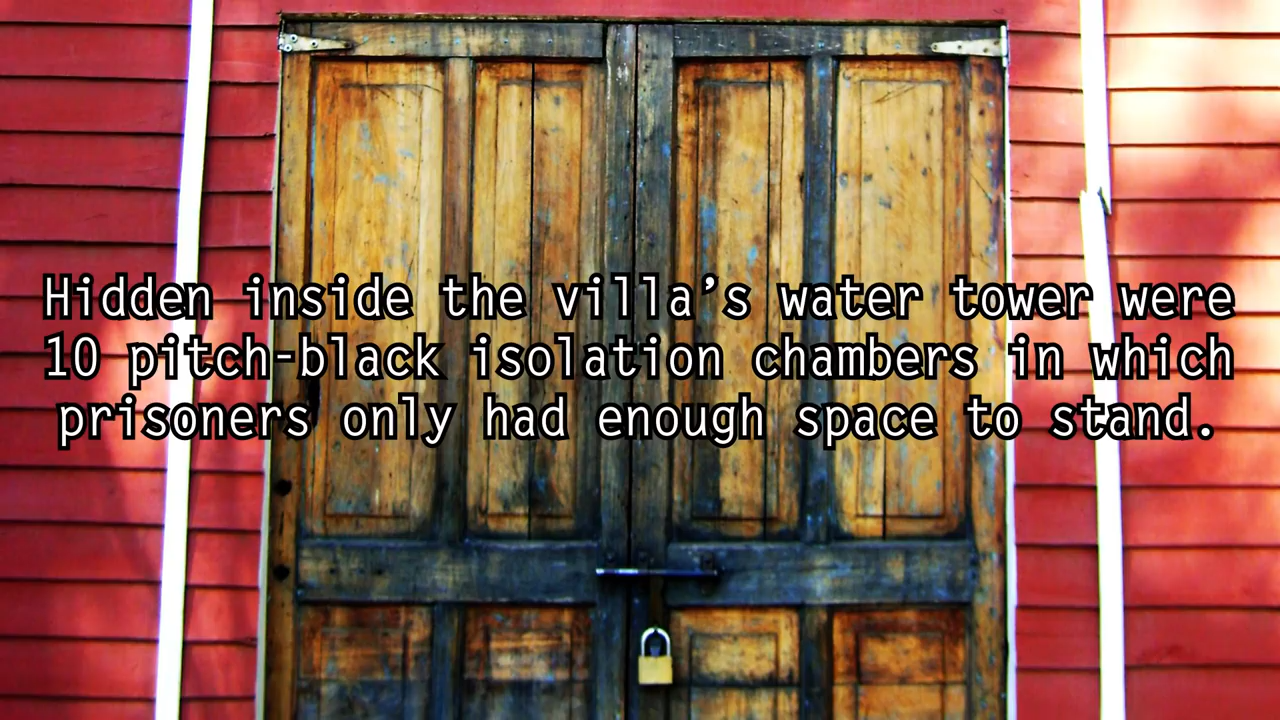 Hidden inside the villa’s water tower were
10 pitch-black isolation chambers in which
prisoners only had enough space to stand.